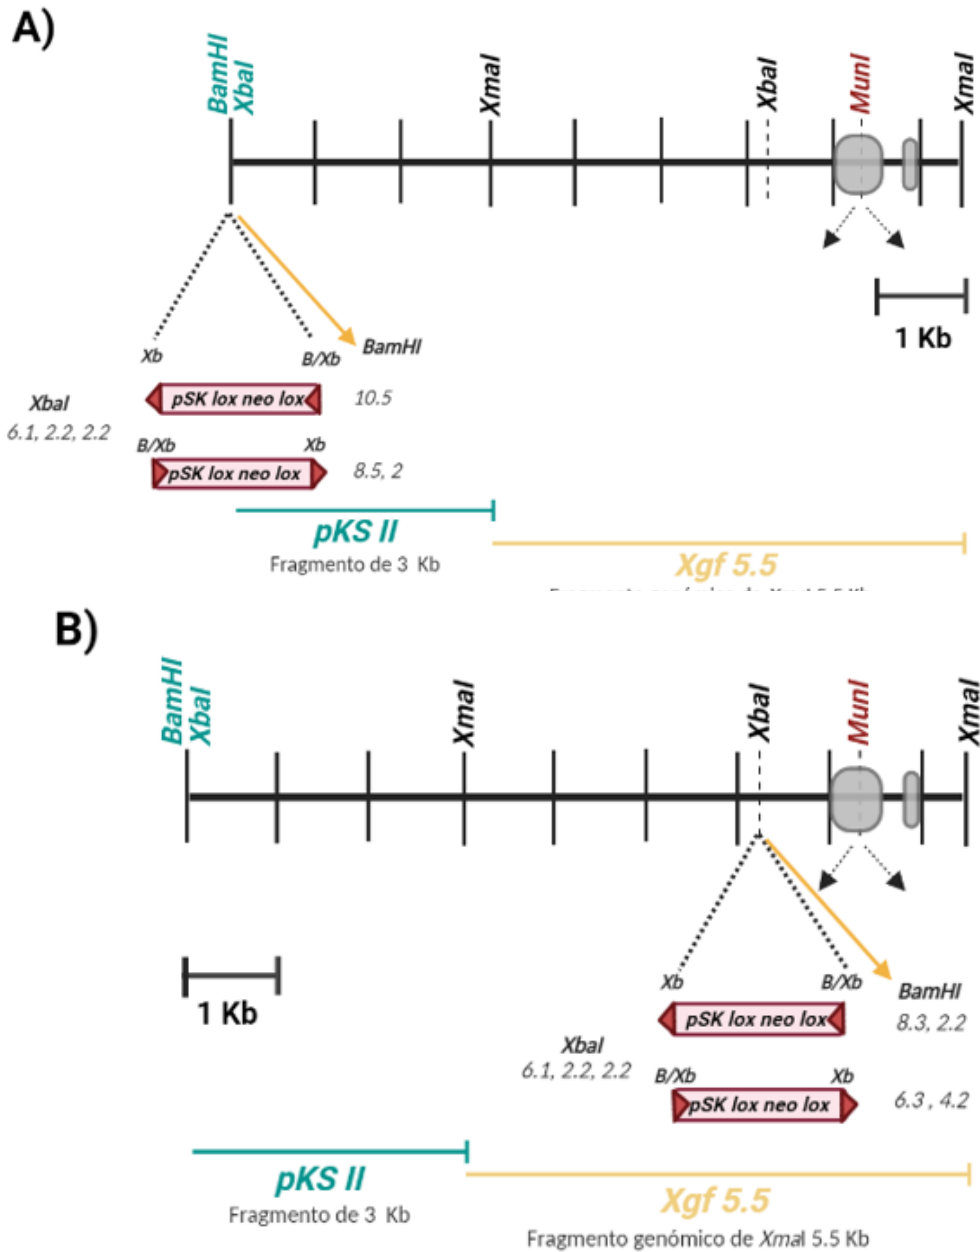 A)
BamHI
XbaI
XmaI
XbaI
MunI
XmaI
1 Kb
Xb
B/Xb
BamHI
pSK lox neo lox
10.5
XbaI
6.1, 2.2, 2.2
B/Xb
Xb
pSK lox neo lox
8.5, 2
pKS II
Fragmento de 3 Kb
Xgf 5.5
B)
BamHI
XbaI
XmaI
XbaI
MunI
XmaI
1 Kb
Xb
B/Xb
BamHI
pSK lox neo lox
8.3, 2.2
XbaI
6.1, 2.2, 2.2
B/Xb
Xb
pSK lox neo lox
6.3 , 4.2
pKS II
Fragmento de 3 Kb
Xgf 5.5
Fragmento genómico de XmaI 5.5 Kb